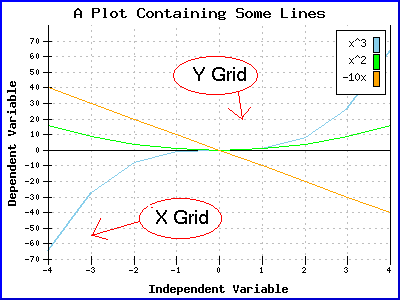 A Plot Containing Some Lines
x^3
x^2
-10x
Y Grid
X Grid
Dependent Variable
70
60
50
40
30
20
10
0
-10
-20
-30
-40
-50
-60
-70
-4 -3 -2 -1 0 1 2 3 4
Independent Variable